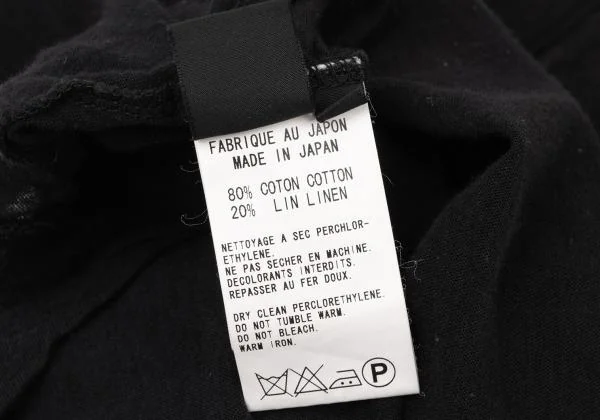 FABRIQUE AU JAPON
MADE IN JAPAN
80% COTON COTTON
20% LIN LINEN
NETTOYAGE A SEC PERCHLOR-
ETHYLENE.
NE PAS SECHER EN MACHINE.
DECOLORANTS INTERDITS.
REPASSER AU FER DOUX.
DRY CLEAN PERCLORETHYLENE.
DO NOT TUMBLE WARM.
DO NOT BLEACH.
WARM IRON.
P